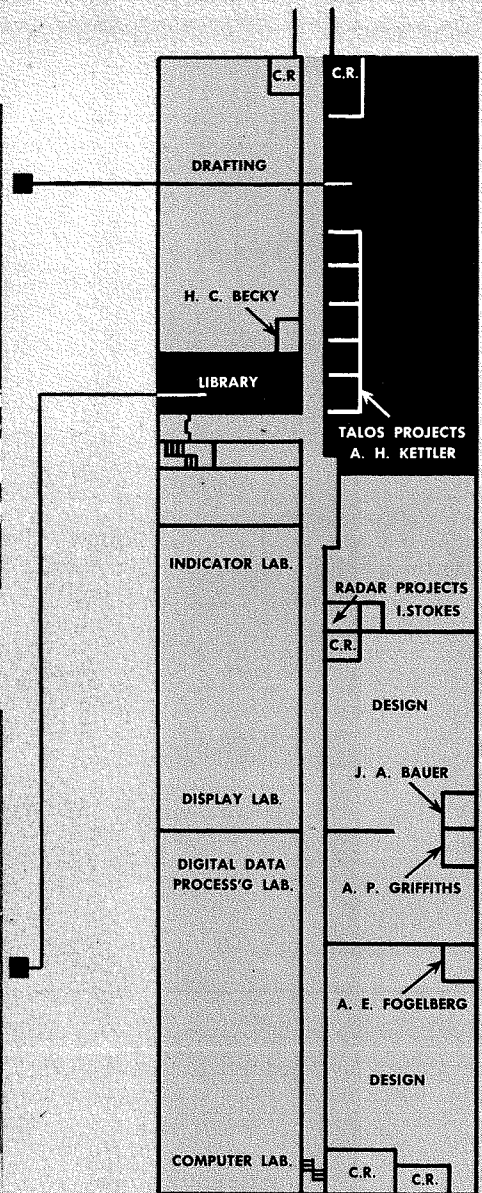 C.R
C.R.
DRAFTING
H. C. BECKY
LIBRARY
TALOS PROJECTS
A. H. KETTLER
INDICATOR LAB.
RADAR PROJECTS
I.STOKES
C.R.
DESIGN
J. A. BAUER
DISPLAY LAB.
DIGITAL DATA
PROCESS'G LAB.
A. P. GRIFFITHS
A. E. FOGELBERG
DESIGN
COMPUTER LAB.
C.R.
C.R.